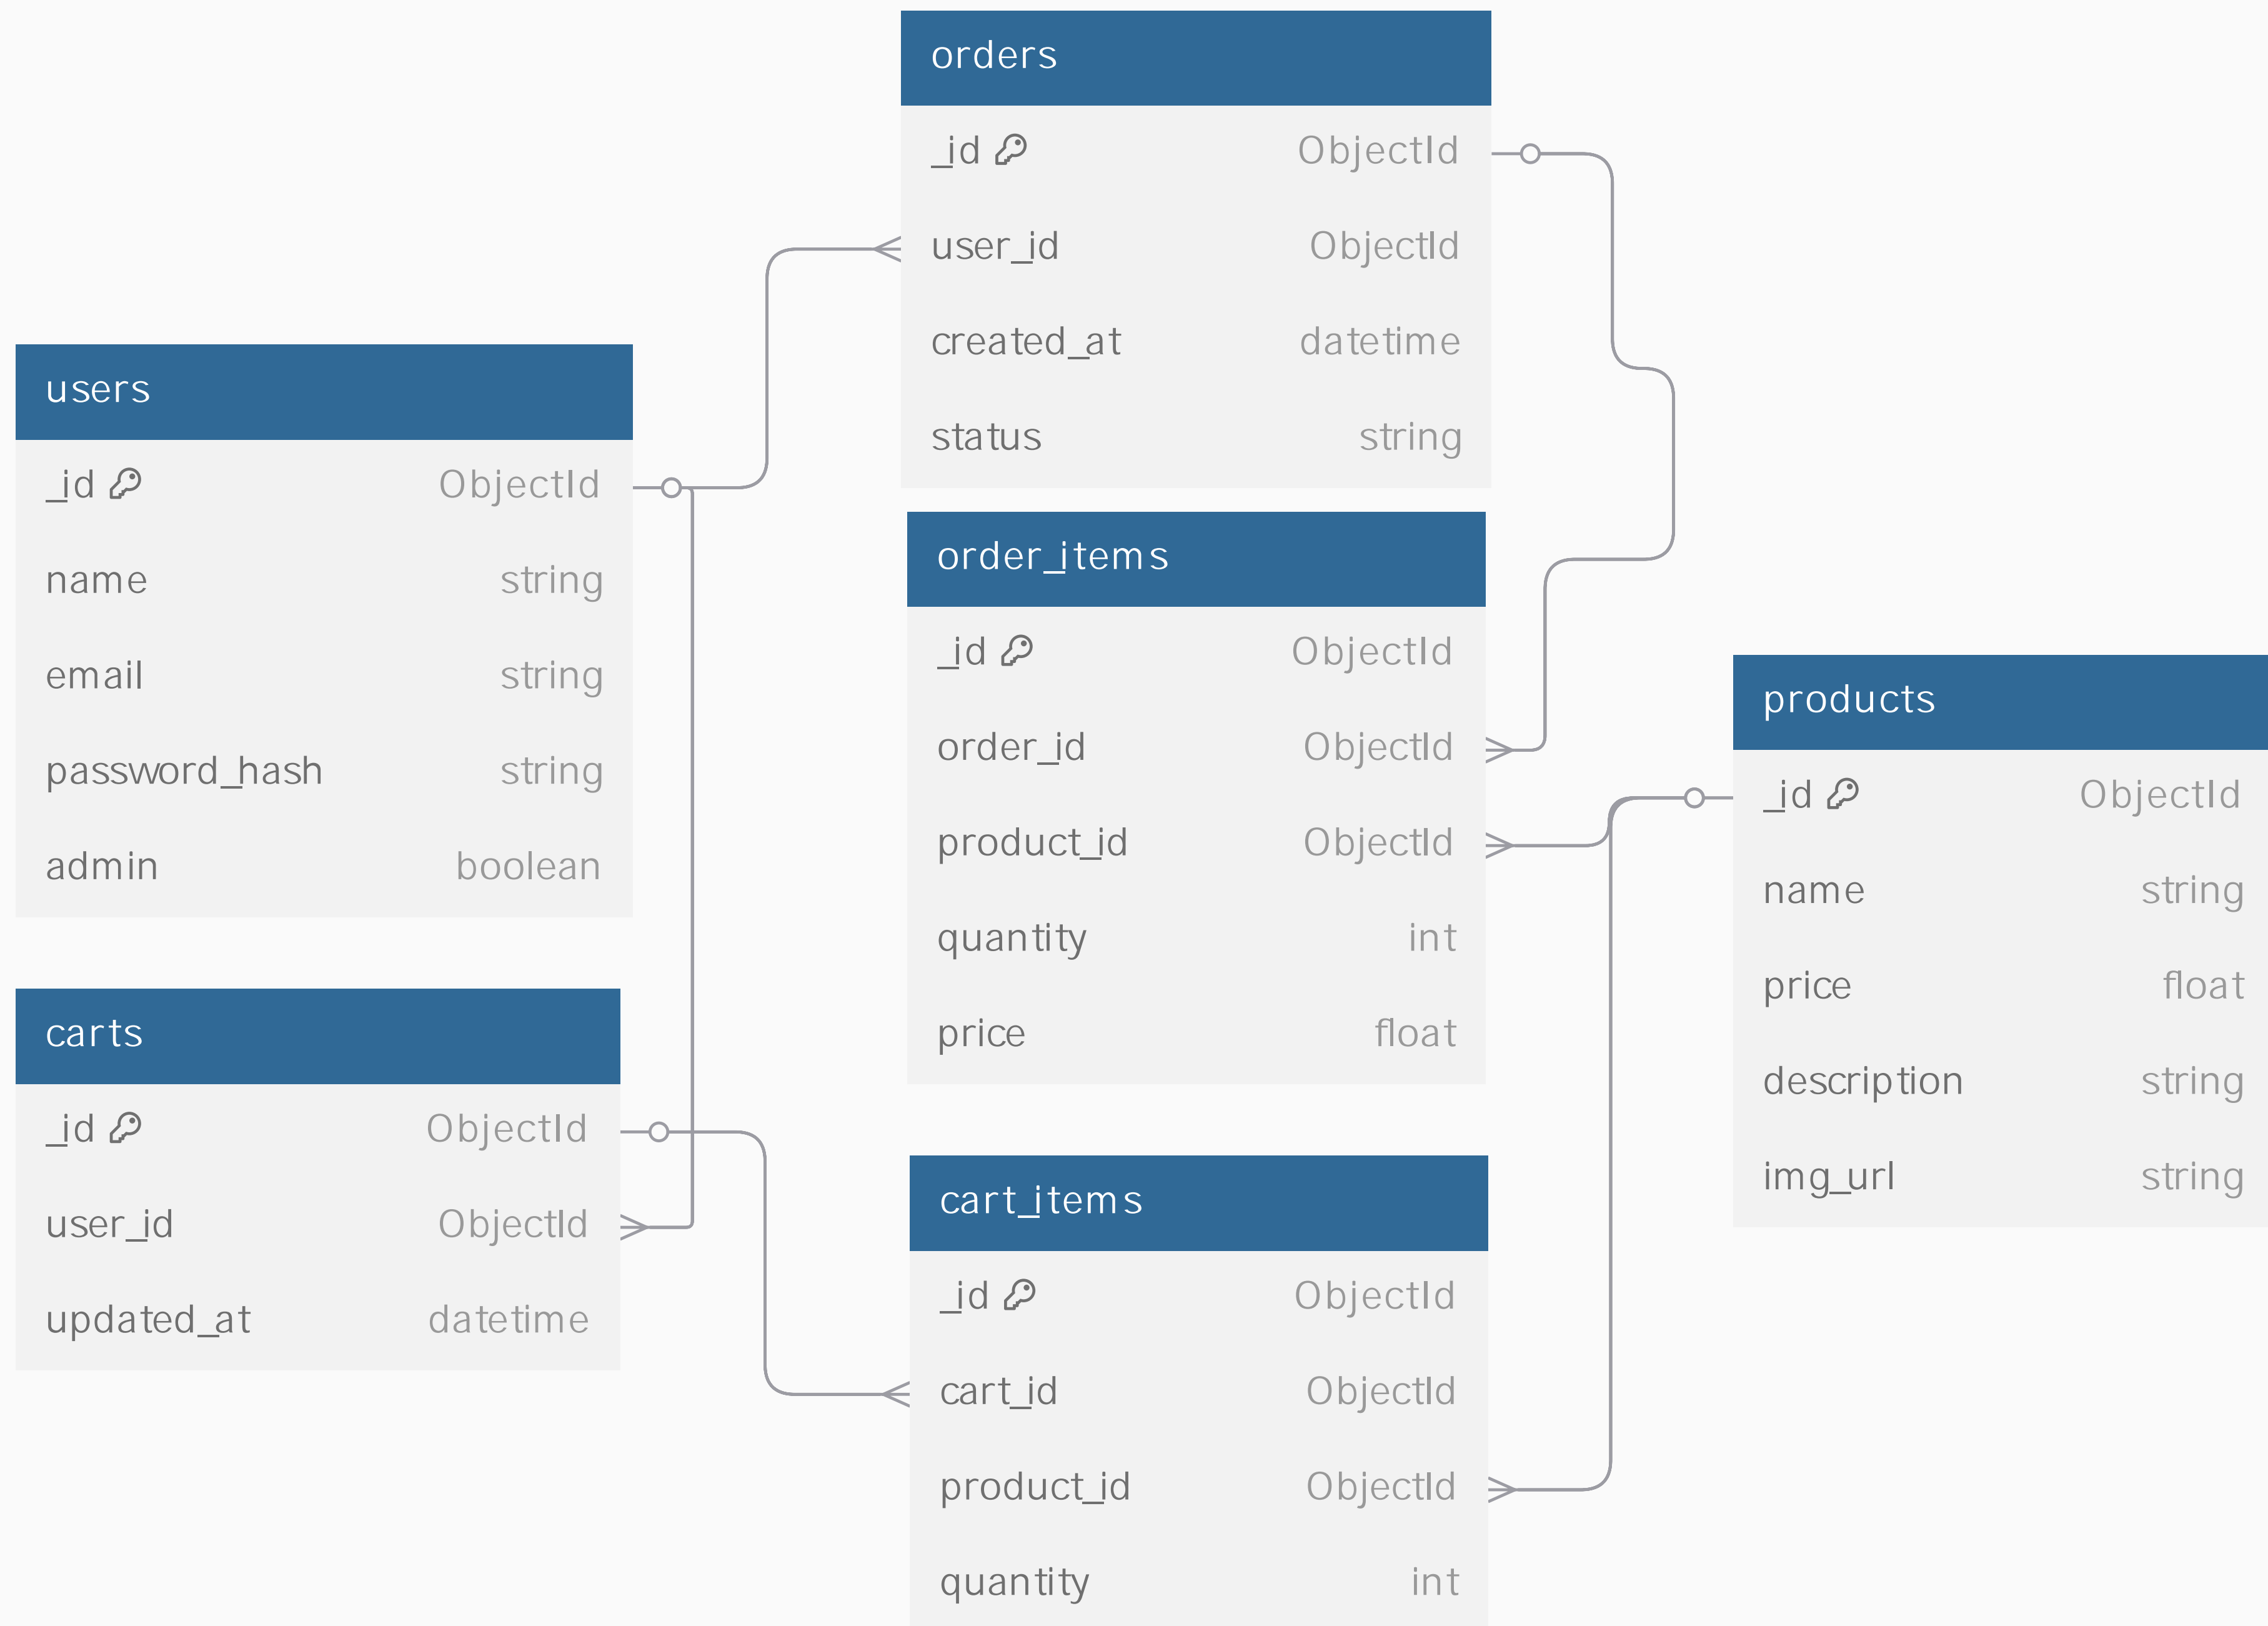 orders
_id ObjectId
user_id ObjectId
created_at datetime
status string
users
_id ObjectId
name string
email string
password_hash string
admin boolean
order_items
_id ObjectId
order_id ObjectId
product_id ObjectId
quantity int
price float
products
_id ObjectId
name string
price float
description string
img_url string
carts
_id ObjectId
user_id ObjectId
updated_at datetime
cart_items
_id ObjectId
cart_id ObjectId
product_id ObjectId
quantity int